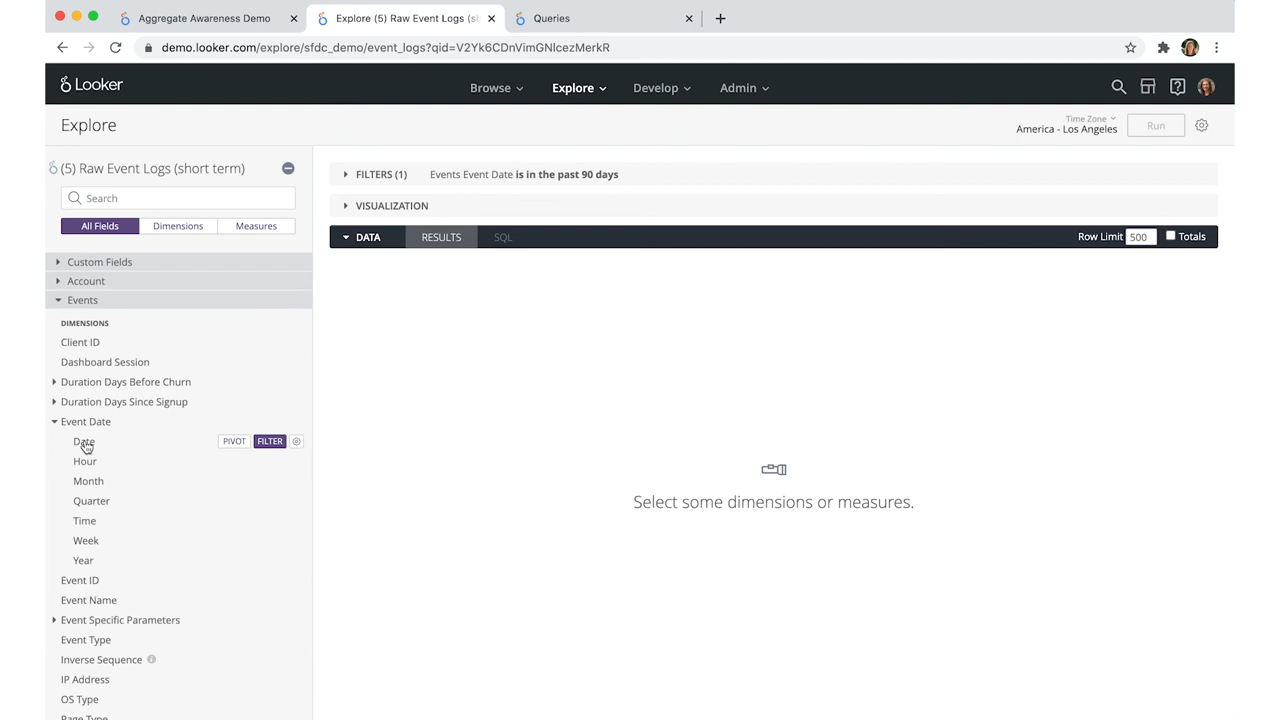 Aggregate Awareness Demo
Explore (5) Raw Event Logs (sh
Queries
demo.looker.com/explore/sfdc_demo/event_logs?qid=V2Yk6CDnVimGNlcezMerkR
Looker
Browse
Explore
Develop
Admin
Explore
Time Zone
America - Los Angeles
Run
(5) Raw Event Logs (short term)
Search
All Fields
Dimensions
Measures
FILTERS (1)
Events Event Date is in the past 90 days
VISUALIZATION
DATA
RESULTS
SQL
Row Limit 500
Totals
Custom Fields
Account
Events
DIMENSIONS
Client ID
Dashboard Session
Duration Days Before Churn
Duration Days Since Signup
Event Date
Date
PIVOT
FILTER
Hour
Month
Quarter
Time
Week
Year
Event ID
Event Name
Event Specific Parameters
Event Type
Inverse Sequence
IP Address
OS Type
Page Type
Select some dimensions or measures.